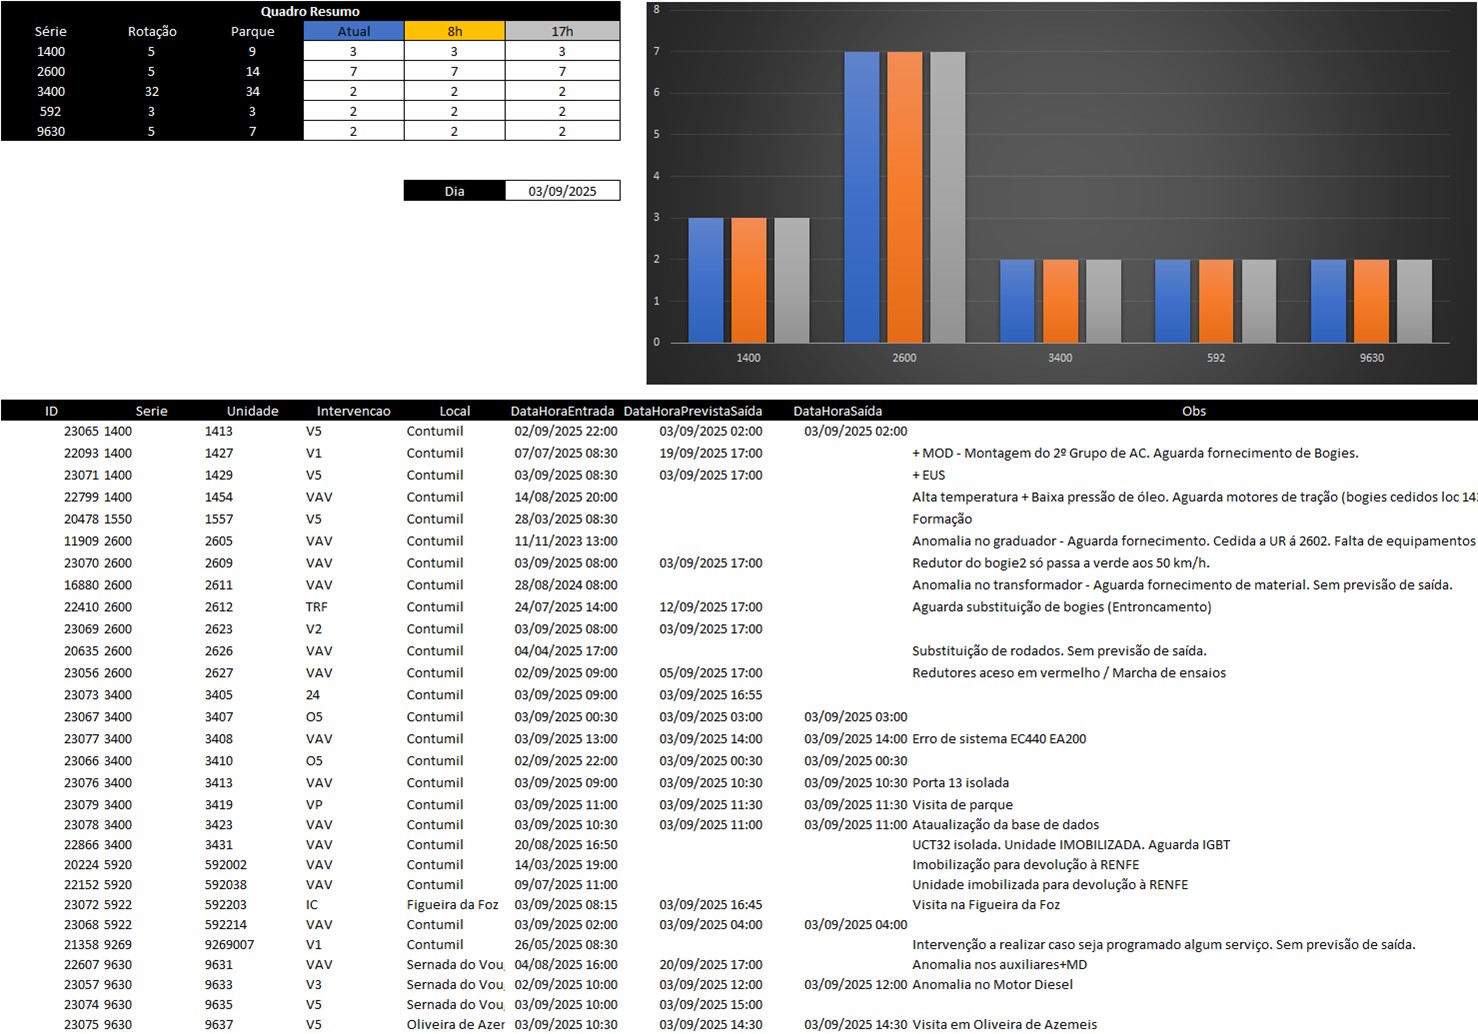 Quadro Resumo
Série Rotação Parque Atual 8h 17h
1400 5 9 3 3 3
2600 5 14 7 7 7
3400 32 34 2 2 2
592 3 3 2 2 2
9630 5 7 2 2 2
Dia 03/09/2025
8
7
6
5
4
3
2
1
0
1400 2600 3400 592 9630
ID Serie Unidade Intervencao Local DataHoraEntrada DataHoraPrevistaSaída DataHoraSaída Obs
23065 1400 1413 V5 Contumil 02/09/2025 22:00 03/09/2025 02:00 03/09/2025 02:00
22093 1400 1427 V1 Contumil 07/07/2025 08:30 19/09/2025 17:00 + MOD - Montagem do 2º Grupo de AC. Aguarda fornecimento de Bogies.
23071 1400 1429 V5 Contumil 03/09/2025 08:30 03/09/2025 17:00 + EUS
22799 1400 1454 VAV Contumil 14/08/2025 20:00 Alta temperatura + Baixa pressão de óleo. Aguarda motores de tração (bogies cedidos loc 14
20478 1550 1557 V5 Contumil 28/03/2025 08:30 Formação
11909 2600 2605 VAV Contumil 11/11/2023 13:00 Anomalia no graduador - Aguarda fornecimento. Cedida a UR á 2602. Falta de equipamentos
23070 2600 2609 VAV Contumil 03/09/2025 08:00 03/09/2025 17:00 Redutor do bogie2 só passa a verde aos 50 km/h.
16880 2600 2611 VAV Contumil 28/08/2024 08:00 Anomalia no transformador - Aguarda fornecimento de material. Sem previsão de saída.
22410 2600 2612 TRF Contumil 24/07/2025 14:00 12/09/2025 17:00 Aguarda substituição de bogies (Entroncamento)
23069 2600 2623 V2 Contumil 03/09/2025 08:00 03/09/2025 17:00
20635 2600 2626 VAV Contumil 04/04/2025 17:00 Substituição de rodados. Sem previsão de saída.
23056 2600 2627 VAV Contumil 02/09/2025 09:00 05/09/2025 17:00 Redutores aceso em vermelho / Marcha de ensaios
23073 3400 3405 24 Contumil 03/09/2025 09:00 03/09/2025 16:55
23067 3400 3407 O5 Contumil 03/09/2025 00:30 03/09/2025 03:00 03/09/2025 03:00
23077 3400 3408 VAV Contumil 03/09/2025 13:00 03/09/2025 14:00 03/09/2025 14:00 Erro de sistema EC440 EA200
23066 3400 3410 O5 Contumil 02/09/2025 22:00 03/09/2025 00:30 03/09/2025 00:30
23076 3400 3413 VAV Contumil 03/09/2025 09:00 03/09/2025 10:30 03/09/2025 10:30 Porta 13 isolada
23079 3400 3419 VP Contumil 03/09/2025 11:00 03/09/2025 11:30 03/09/2025 11:30 Visita de parque
23078 3400 3423 VAV Contumil 03/09/2025 10:30 03/09/2025 11:00 03/09/2025 11:00 Ataualização da base de dados
22866 3400 3431 VAV Contumil 20/08/2025 16:50 UCT32 isolada. Unidade IMOBILIZADA. Aguarda IGBT
20224 5920 592002 VAV Contumil 14/03/2025 19:00 Imobilização para devolução à RENFE
22152 5920 592038 VAV Contumil 09/07/2025 11:00 Unidade imobilizada para devolução à RENFE
23072 5922 592203 IC Figueira da Foz 03/09/2025 08:15 03/09/2025 16:45 Visita na Figueira da Foz
23068 5922 592214 VAV Contumil 03/09/2025 02:00 03/09/2025 04:00 03/09/2025 04:00
21358 9269 9269007 V1 Contumil 26/05/2025 08:30 Intervenção a realizar caso seja programado algum serviço. Sem previsão de saída.
22607 9630 9631 VAV Sernada do Vou 04/08/2025 16:00 20/09/2025 17:00 Anomalia nos auxiliares+MD
23057 9630 9633 V3 Sernada do Vou 02/09/2025 10:00 03/09/2025 12:00 03/09/2025 12:00 Anomalia no Motor Diesel
23074 9630 9635 V5 Sernada do Vou 03/09/2025 10:00 03/09/2025 15:00
23075 9630 9637 V5 Oliveira de Azer 03/09/2025 10:30 03/09/2025 14:30 03/09/2025 14:30 Visita em Oliveira de Azemeis